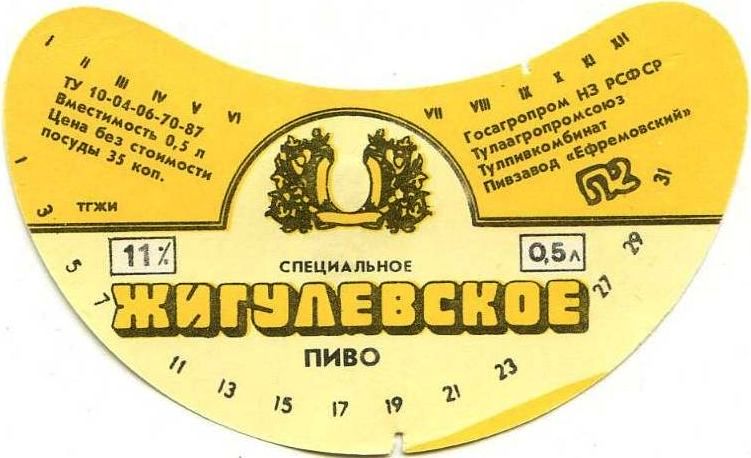 I II III IV V VI VII VIII IX X XI XII
ТУ 10-04-06-70-87
Вместимость 0,5 л
Цена без стоимости
посуды 35 коп.
ТГЖИ
Госагропром НЗ РСФСР
Тулаагропромсоюз
Тулпивкомбинат
Пивзавод «Ефремовский»
11%
0,5л
СПЕЦИАЛЬНОЕ
ЖИГУЛЕВСКОЕ
ПИВО
1 3 5 7 11 13 15 17 19 21 23 27 29 31